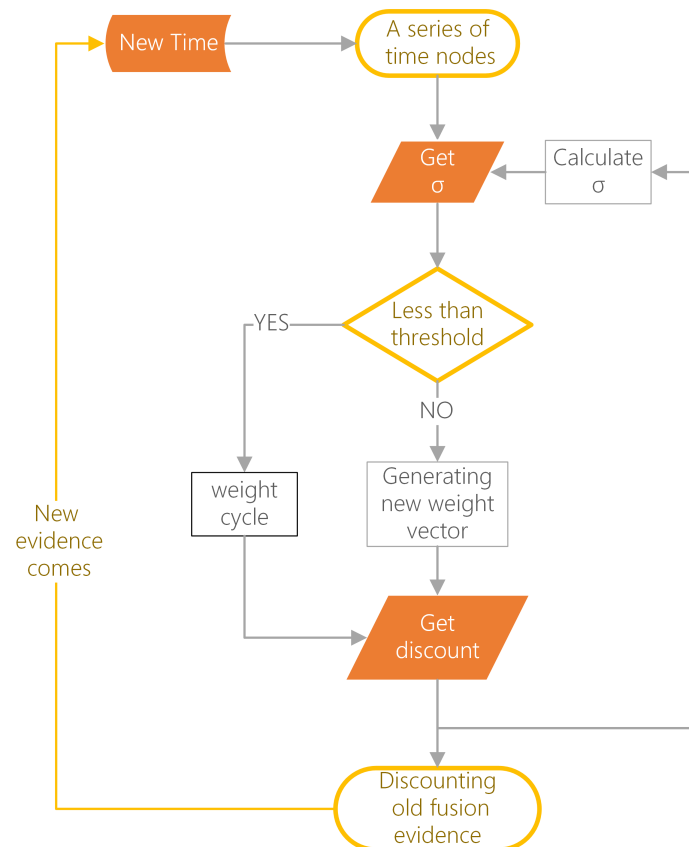 New Time
A series of
time nodes
Get
σ
Calculate
σ
Less than
threshold
YES
NO
weight
cycle
Generating
new weight
vector
New
evidence
comes
Get
discount
Discounting
old fusion
evidence